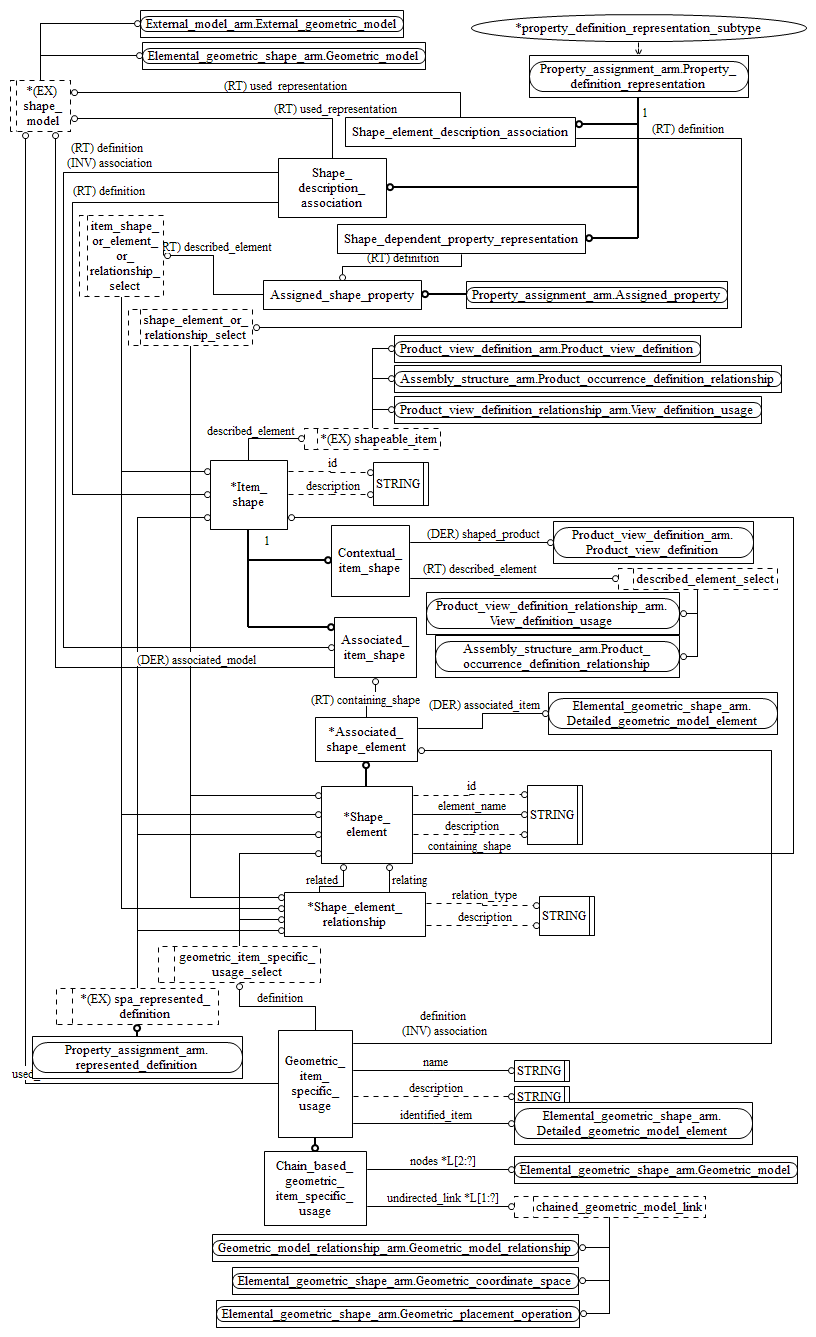 External_model_arm.External_geometric_model
*property_definition_representation_subtype
Elemental_geometric_shape_arm.Geometric_model
Property_assignment_arm.Property_
definition_representation
*(EX)
shape_
model
(RT) used_representation
(RT) used_representation
1
Shape_element_description_association
(RT) definition
(RT) definition
(INV) association
Shape_
description_
association
(RT) definition
item_shape_
or_element_
or_
relationship_
select
Shape_dependent_property_representation
RT) described_element
(RT) definition
Assigned_shape_property
Property_assignment_arm.Assigned_property
shape_element_or_
relationship_select
Product_view_definition_arm.Product_view_definition
Assembly_structure_arm.Product_occurrence_definition_relationship
Product_view_definition_relationship_arm.View_definition_usage
described_element
*(EX) shapeable_item
*Item_
shape
id
description
STRING
1
Contextual_
item_shape
(DER) shaped_product
Product_view_definition_arm.
Product_view_definition
(RT) described_element
described_element_select
Product_view_definition_relationship_arm.
View_definition_usage
Associated_
item_shape
Assembly_structure_arm.Product_
occurrence_definition_relationship
(DER) associated_model
(RT) containing_shape
(DER) associated_item
Elemental_geometric_shape_arm.
Detailed_geometric_model_element
*Associated_
shape_element
*Shape_
element
id
element_name
description
STRING
containing_shape
related
relating
*Shape_element_
relationship
relation_type
description
STRING
geometric_item_specific_
usage_select
*(EX) spa_represented_
definition
definition
Property_assignment_arm.
represented_definition
used_
definition
(INV) association
Geometric_
item_
specific_
usage
name
STRING
description
STRING
identified_item
Elemental_geometric_shape_arm.
Detailed_geometric_model_element
Chain_based_
geometric_
item_specific_
usage
nodes *L[2:?]
Elemental_geometric_shape_arm.Geometric_model
undirected_link *L[1:?]
chained_geometric_model_link
Geometric_model_relationship_arm.Geometric_model_relationship
Elemental_geometric_shape_arm.Geometric_coordinate_space
Elemental_geometric_shape_arm.Geometric_placement_operation